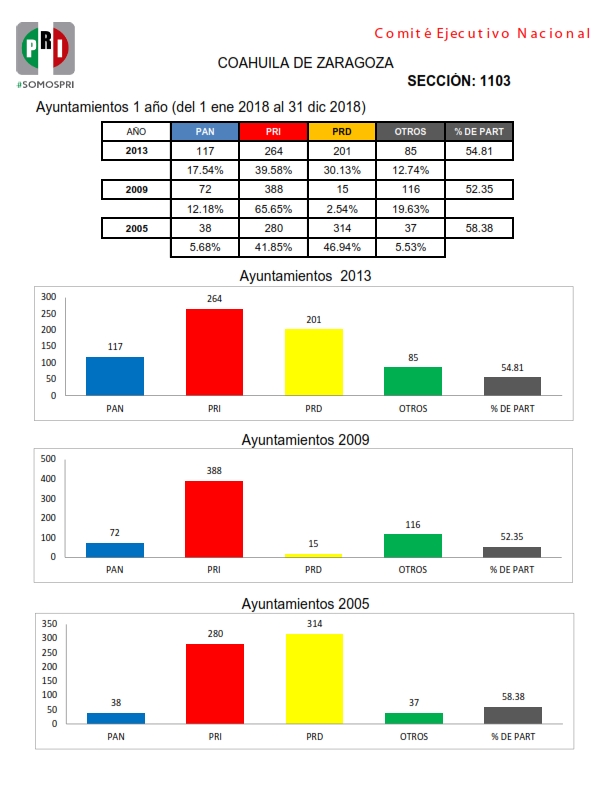 Comité Ejecutivo Nacional
PRI
#SOMOSPRI
COAHUILA DE ZARAGOZA
SECCIÓN: 1103
Ayuntamientos 1 año (del 1 ene 2018 al 31 dic 2018)
AÑO PAN PRI PRD OTROS % DE PART
2013 117 264 201 85 54.81
17.54% 39.58% 30.13% 12.74%
2009 72 388 15 116 52.35
12.18% 65.65% 2.54% 19.63%
2005 38 280 314 37 58.38
5.68% 41.85% 46.94% 5.53%
Ayuntamientos 2013
300
250
200
150
100
50
0
117 264 201 85 54.81
PAN PRI PRD OTROS % DE PART
Ayuntamientos 2009
500
400
300
200
100
0
72 388 15 116 52.35
PAN PRI PRD OTROS % DE PART
Ayuntamientos 2005
350
300
250
200
150
100
50
0
38 280 314 37 58.38
PAN PRI PRD OTROS % DE PART